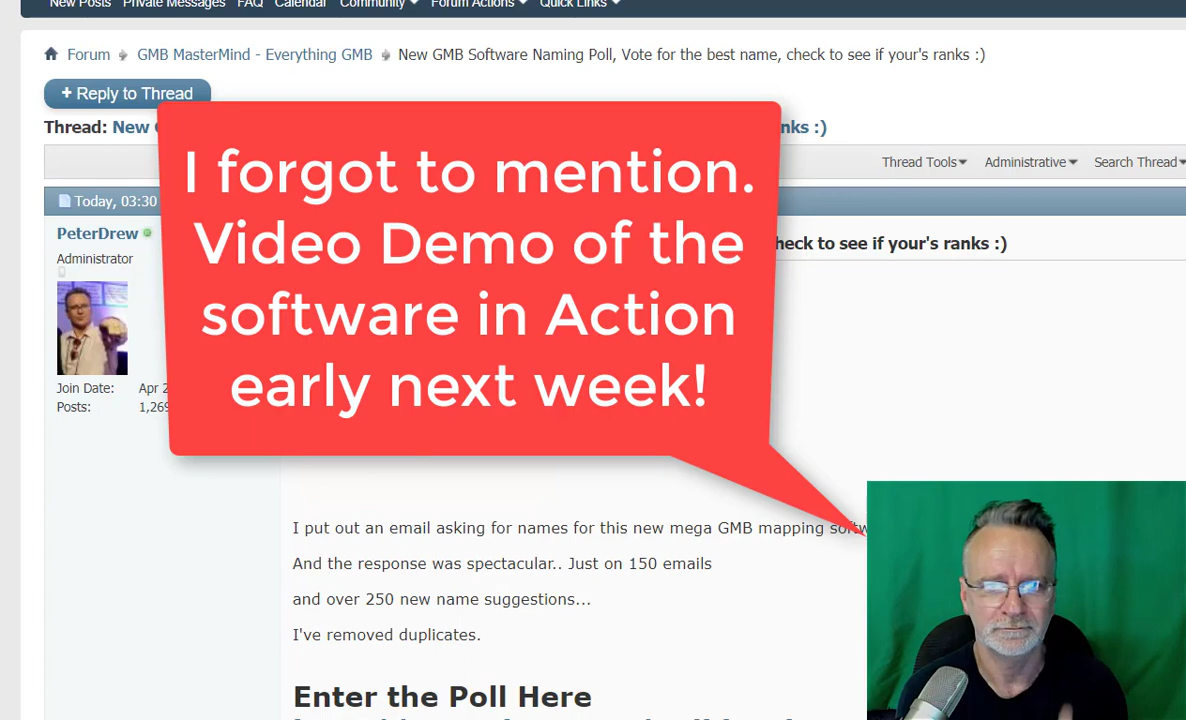 New Posts Private Messages FAQ Calendar Community Forum Actions Quick Links
Forum GMB MasterMind - Everything GMB New GMB Software Naming Poll, Vote for the best name, check to see if your's ranks :)
+ Reply to Thread
Thread: New nks :)
Thread Tools Administrative Search Thread
Today, 03:30
PeterDrew
heck to see if your's ranks :)
Administrator
Join Date: Apr 2
Posts: 1,269
I forgot to mention.
Video Demo of the
software in Action
early next week!
I put out an email asking for names for this new mega GMB mapping softw
And the response was spectacular.. Just on 150 emails
and over 250 new name suggestions...
I've removed duplicates.
Enter the Poll Here